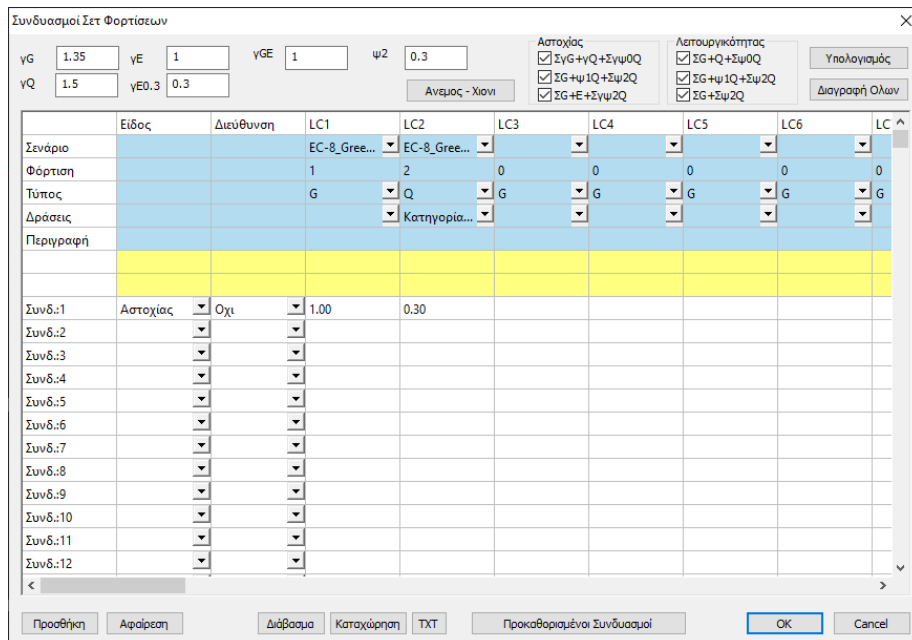 Συνδυασμοί Σετ Φορτίσεων
γG 1.35 γE 1 γGE 1 ψ2 0.3
γQ 1.5 γE0.3 0.3
Ανεμος - Χιονι
Αστοχίας
ΣγG+γQ+Σγψ0Q
ΣG+ψ1Q+Σψ2Q
ΣG+E+Σγψ2Q
Λειτουργικότητας
ΣG+Q+Σψ0Q
ΣG+ψ1Q+Σψ2Q
ΣG+Σψ2Q
Υπολογισμός
Διαγραφή Ολων
Είδος Διεύθυνση LC1 LC2 LC3 LC4 LC5 LC6 LC
Σενάριο EC-8_Gree... EC-8_Gree...
Φόρτιση 1 2 0 0 0 0 0
Τύπος G Q G G G G G
Δράσεις Κατηγορία...
Περιγραφή
Συνδ.:1 Αστοχίας Οχι 1.00 0.30
Συνδ.:2
Συνδ.:3
Συνδ.:4
Συνδ.:5
Συνδ.:6
Συνδ.:7
Συνδ.:8
Συνδ.:9
Συνδ.:10
Συνδ.:11
Συνδ.:12
Προσθήκη Αφαίρεση Διάβασμα Καταχώρηση TXT Προκαθορισμένοι Συνδυασμοί OK Cancel